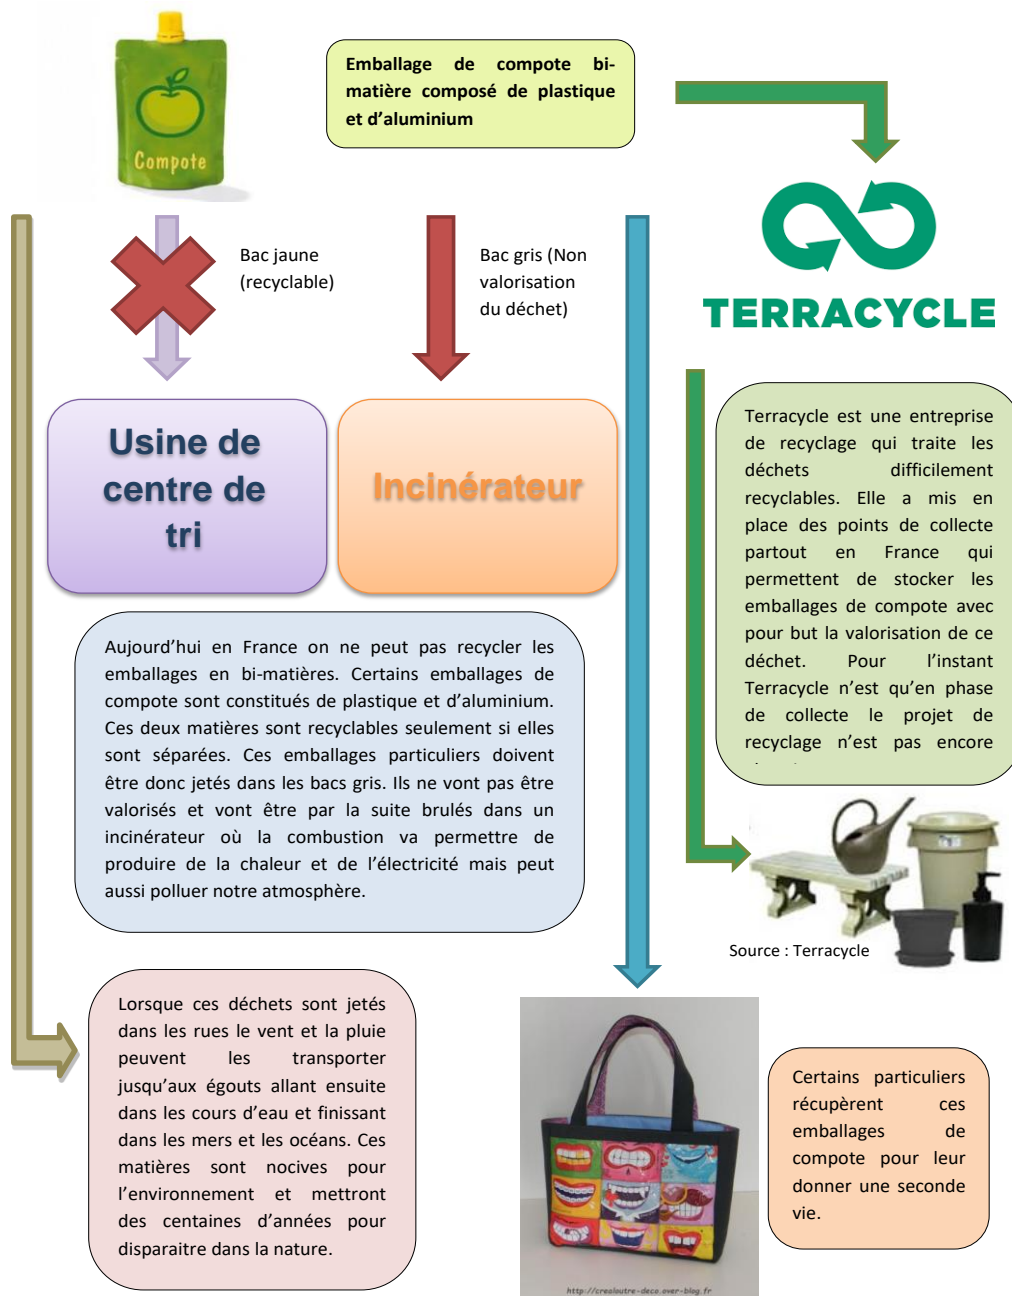 Compote
Emballage de compote bi-
matière composé de plastique
et d’aluminium
Bac jaune
(recyclable)
Bac gris (Non
valorisation
du déchet)
TERRACYCLE
Usine de
centre de
tri
Incinérateur
Terracycle est une entreprise
de recyclage qui traite les
déchets difficilement
recyclables. Elle a mis en
place des points de collecte
partout en France qui
permettent de stocker les
emballages de compote avec
pour but la valorisation de ce
déchet. Pour l’instant
Terracycle n’est qu’en phase
de collecte le projet de
recyclage n’est pas encore
Aujourd’hui en France on ne peut pas recycler les
emballages en bi-matières. Certains emballages de
compote sont constitués de plastique et d’aluminium.
Ces deux matières sont recyclables seulement si elles
sont séparées. Ces emballages particuliers doivent
être donc jetés dans les bacs gris. Ils ne vont pas être
valorisés et vont être par la suite brulés dans un
incinérateur où la combustion va permettre de
produire de la chaleur et de l’électricité mais peut
aussi polluer notre atmosphère.
Source : Terracycle
Lorsque ces déchets sont jetés
dans les rues le vent et la pluie
peuvent les transporter
jusqu’aux égouts allant ensuite
dans les cours d’eau et finissant
dans les mers et les océans. Ces
matières sont nocives pour
l’environnement et mettront
des centaines d’années pour
disparaitre dans la nature.
Certains particuliers
récupèrent ces
emballages de
compote pour leur
donner une seconde
vie.
http://crealoutre-deco.over-blog.fr